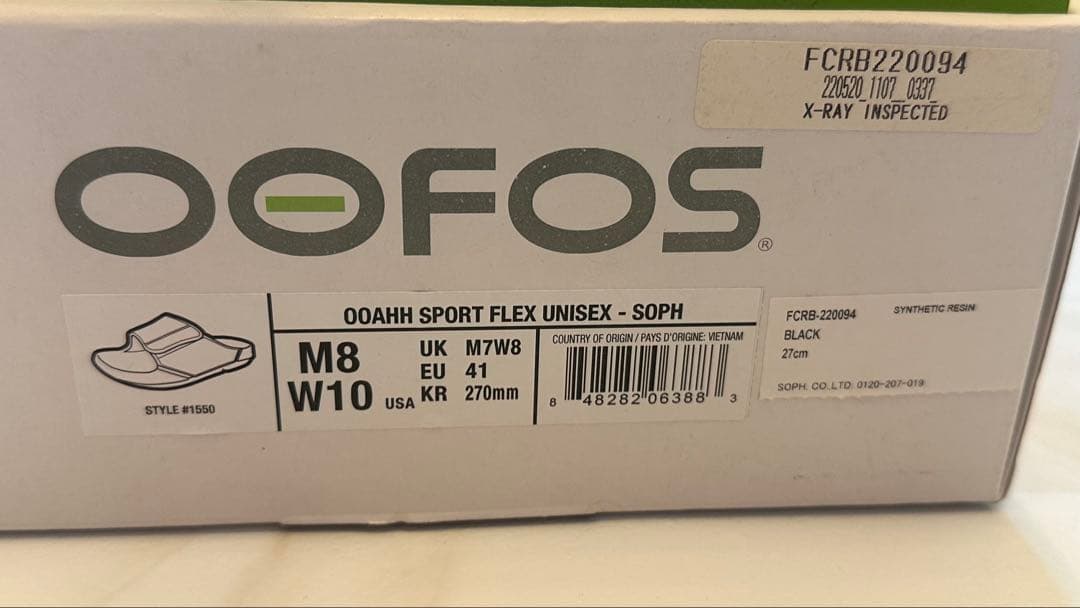 FCRB220094
220520_1107_0337
X-RAY INSPECTED
OOFOS®
OOAHH SPORT FLEX UNISEX - SOPH
STYLE #1550
M8
W10 USA
UK M7W8
EU 41
KR 270mm
COUNTRY OF ORIGIN / PAYS D'ORIGINE: VIETNAM
8 48282 06388 3
FCRB-220094 SYNTHETIC RESIN
BLACK
27cm
SOPH. CO.,LTD. 0120-207-019